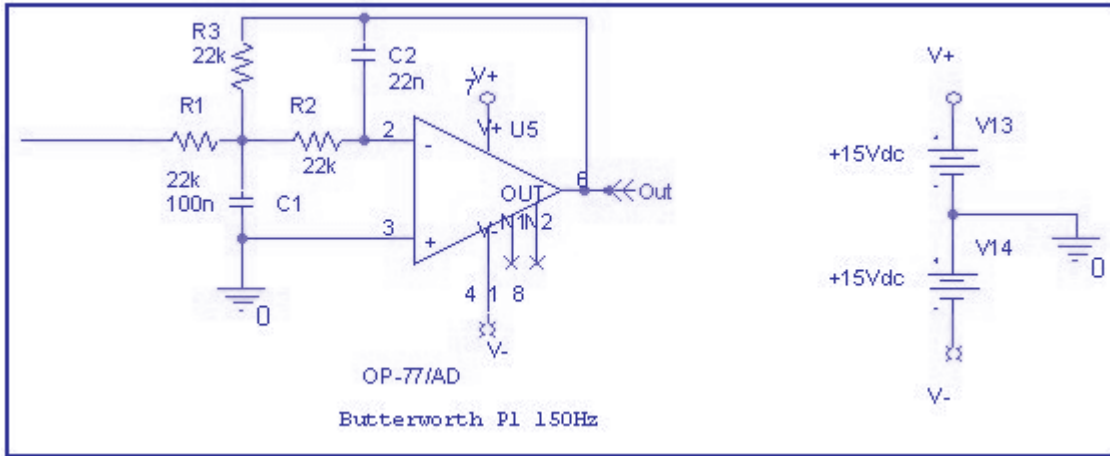 R3
22k
C2
22n
R1
22k
100n
C1
R2
22k
2
3
7
V+
V+ U5
-
+
OUT
6
Out
V-
N1
N2
4 1 8
V-
0
OP-77/AD
Butterworth Pl 150Hz
V+
V13
+15Vdc
-
0
V14
+15Vdc
-
V-